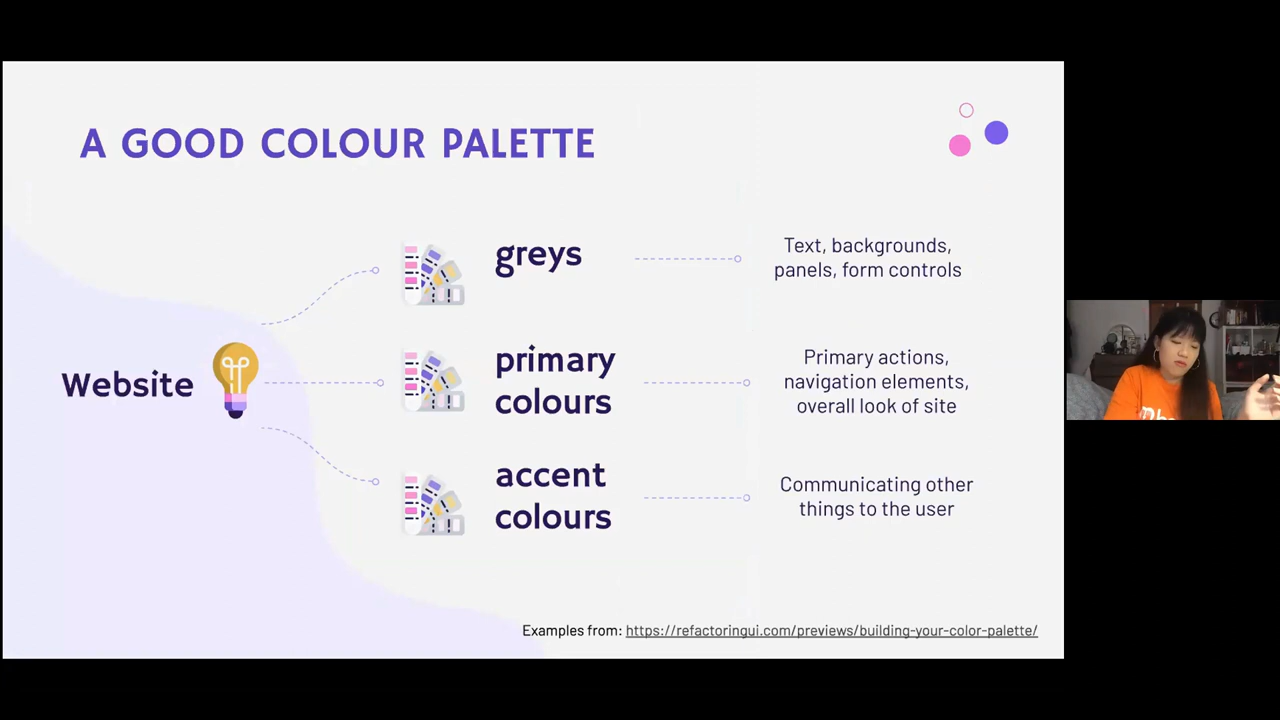 A GOOD COLOUR PALETTE
greys
Text, backgrounds,
panels, form controls
Website
primary
colours
Primary actions,
navigation elements,
overall look of site
accent
colours
Communicating other
things to the user
Examples from: https://refactoringui.com/previews/building-your-color-palette/